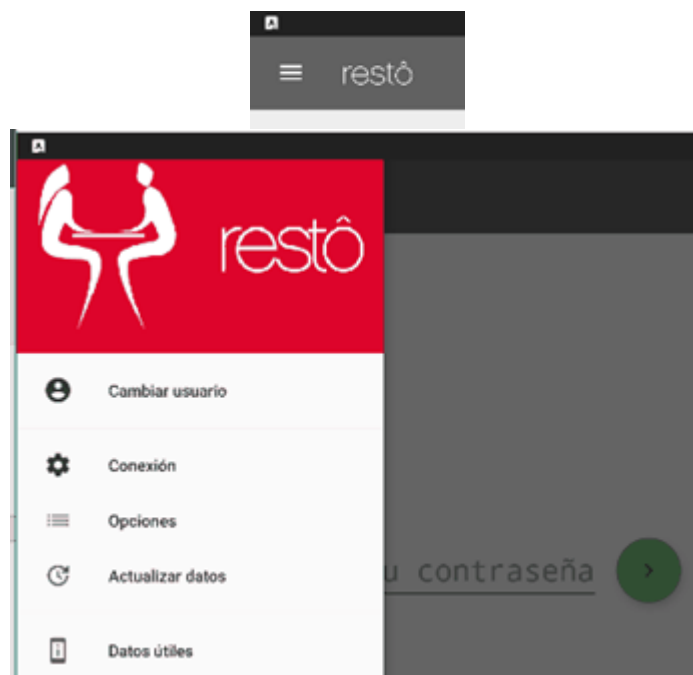 restô
restô
Cambiar usuario
Conexión
Opciones
Actualizar datos
u contraseña
Datos útiles